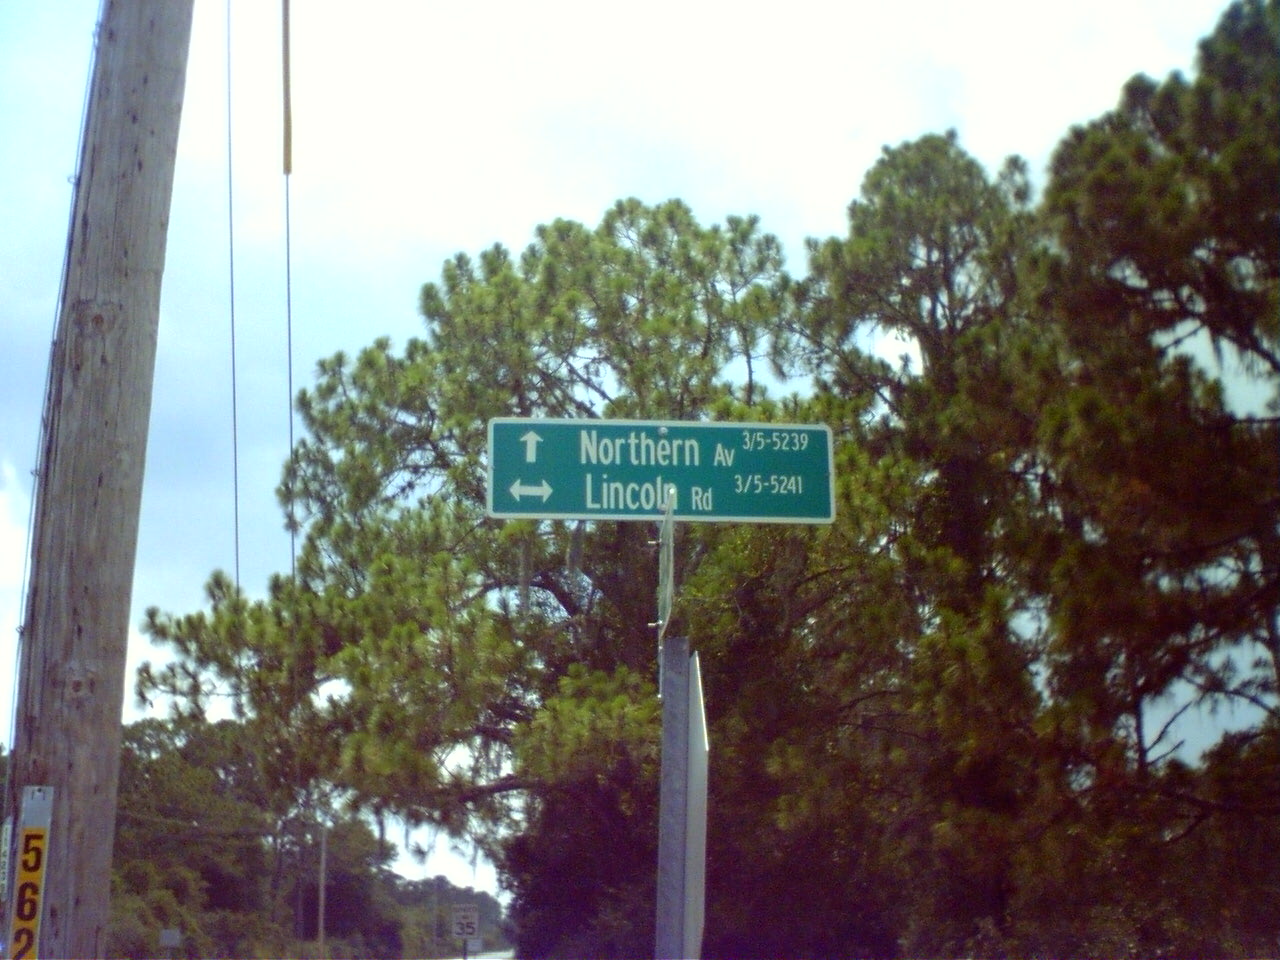 Northern Av 3/5-5239
Lincoln Rd 3/5-5241
562
35